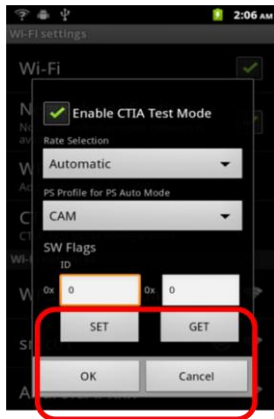 2:06 AM
Wi-Fi settings
Wi-Fi
Enable CTIA Test Mode
Rate Selection
Automatic
PS Profile for PS Auto Mode
CAM
SW Flags
ID
0x 0 0x 0
SET GET
OK Cancel